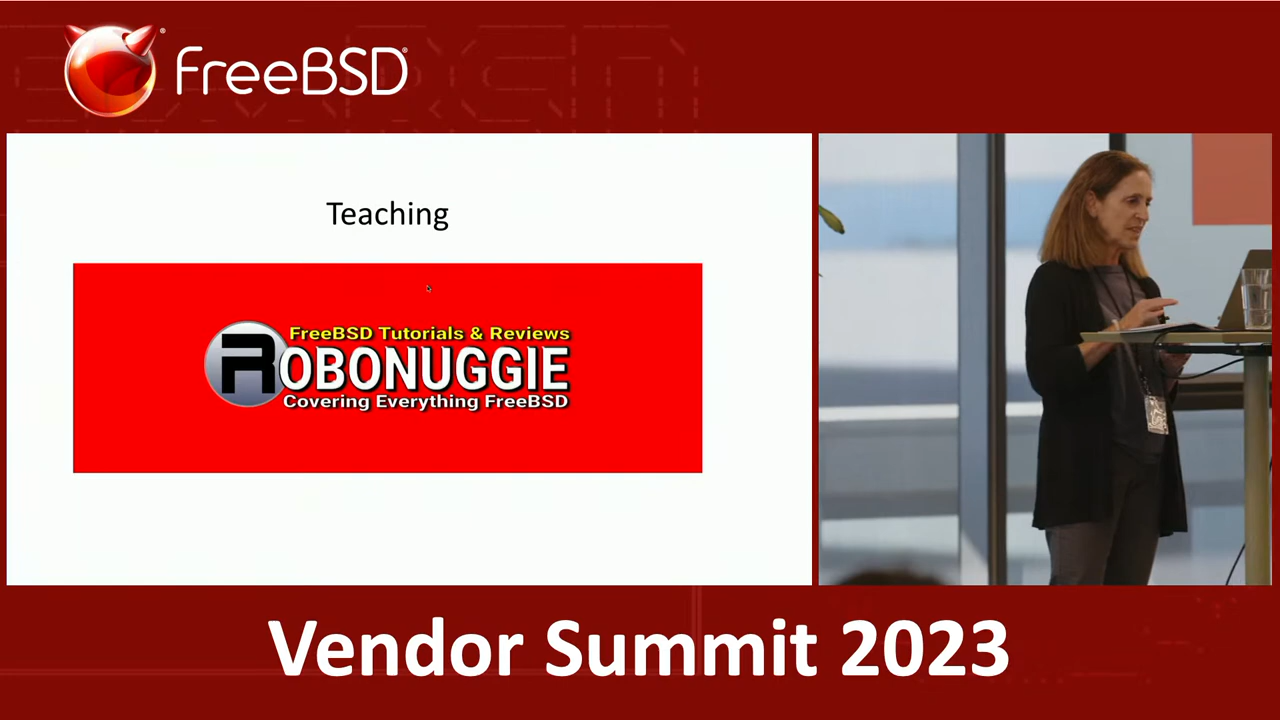 FreeBSD®
Teaching
FreeBSD Tutorials & Reviews
ROBONUGGIE
Covering Everything FreeBSD
Vendor Summit 2023